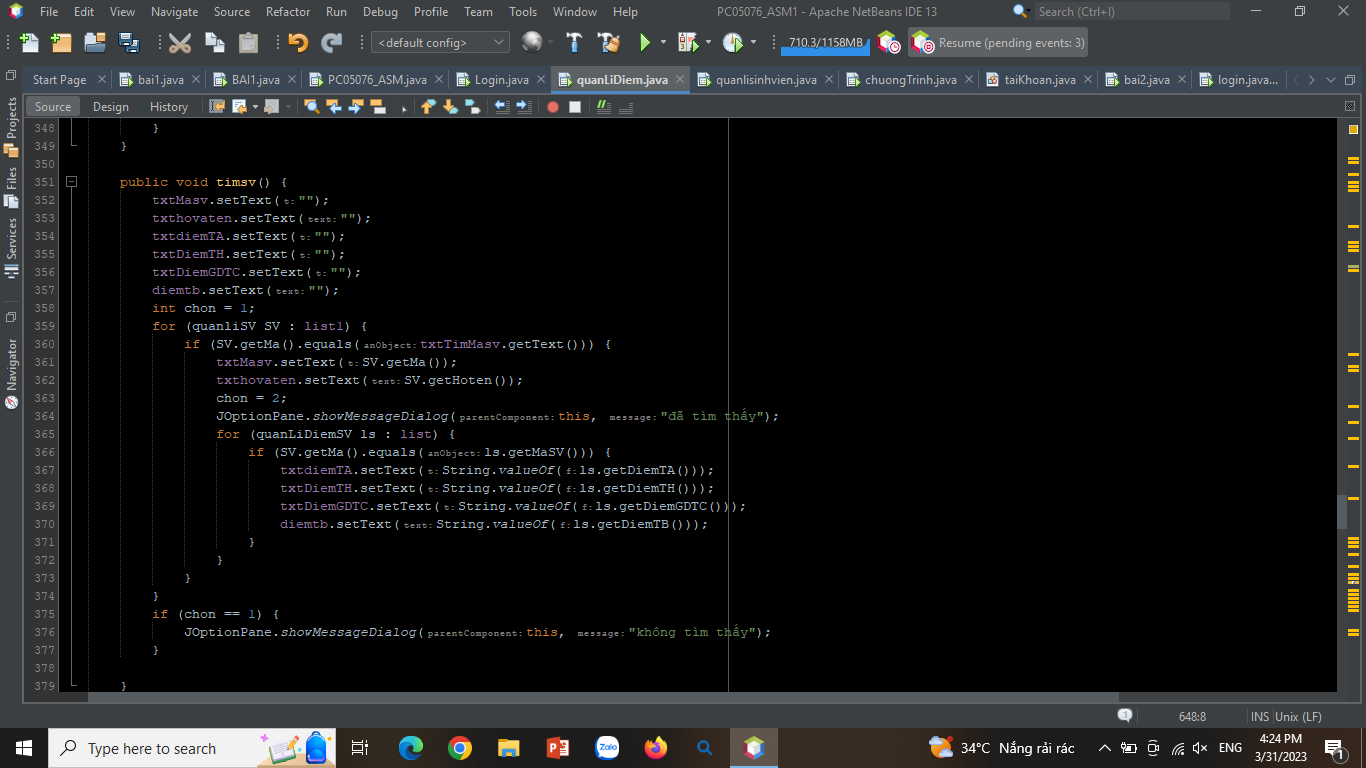 File Edit View Navigate Source Refactor Run Debug Profile Team Tools Window Help PC05076_ASM1 - Apache NetBeans IDE 13 Search (Ctrl+I)
<default config> 710.3/1158MB Resume (pending events: 3)
Start Page bai1.java BAI1.java PC05076_ASM.java Login.java quanLiDiem.java quanlisinhvien.java chuongTrinh.java taiKhoan.java bai2.java login.java...
Source Design History
Projects
Files
Services
Navigator
348 }
349 }
350
351 public void timsv() {
352 txtMasv.setText(t:"");
353 txthovaten.setText(text:"");
354 txtdiemTA.setText(t:"");
355 txtDiemTH.setText(t:"");
356 txtDiemGDTC.setText(t:"");
357 diemtb.setText(text:"");
358 int chon = 1;
359 for (quanliSV SV : list1) {
360 if (SV.getMa().equals(anObject:txtTimMasv.getText())) {
361 txtMasv.setText(t:SV.getMa());
362 txthovaten.setText(text:SV.getHoten());
363 chon = 2;
364 JOptionPane.showMessageDialog(parentComponent:this, message:"đã tìm thấy");
365 for (quanLiDiemSV ls : list) {
366 if (SV.getMa().equals(anObject:ls.getMaSV())) {
367 txtdiemTA.setText(t:String.valueOf(f:ls.getDiemTA()));
368 txtDiemTH.setText(t:String.valueOf(f:ls.getDiemTH()));
369 txtDiemGDTC.setText(t:String.valueOf(f:ls.getDiemGDTC()));
370 diemtb.setText(text:String.valueOf(f:ls.getDiemTB()));
371 }
372 }
373 }
374 }
375 if (chon == 1) {
376 JOptionPane.showMessageDialog(parentComponent:this, message:"không tìm thấy");
377 }
378
379 }
1 648:8 INS Unix (LF)
Type here to search Zalo 34°C Nắng rải rác ENG 4:24 PM
3/31/2023 1